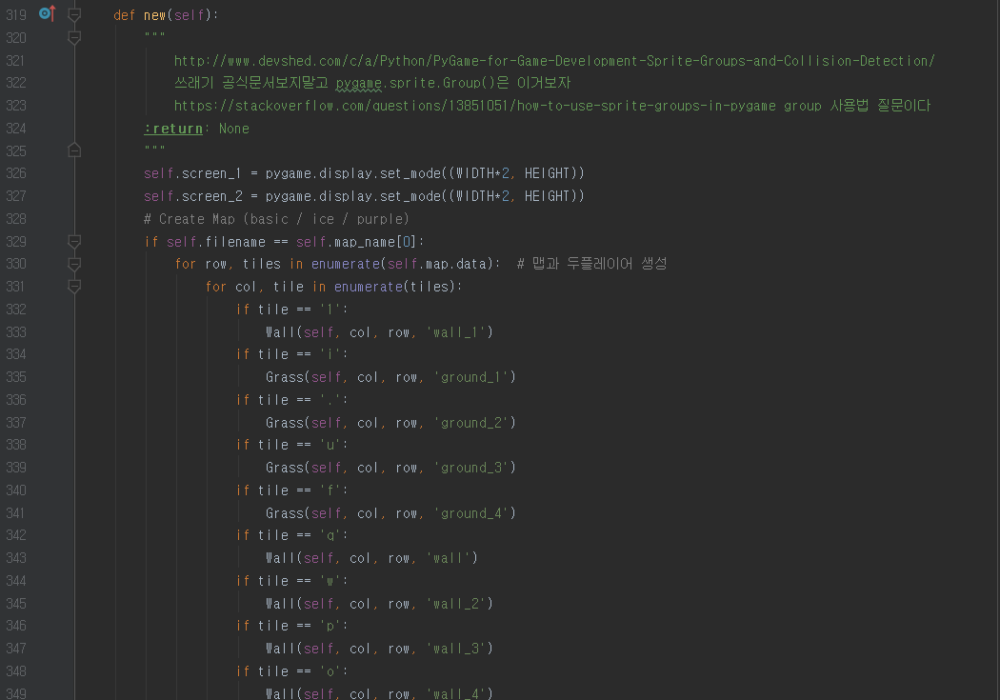 319 def new(self):
320 """
321 http://www.devshed.com/c/a/Python/PyGame-for-Game-Development-Sprite-Groups-and-Collision-Detection/
322 쓰래기 공식문서보지말고 pygame.sprite.Group()은 이거보자
323 https://stackoverflow.com/questions/13851051/how-to-use-sprite-groups-in-pygame group 사용법 질문이다
324 :return: None
325 """
326 self.screen_1 = pygame.display.set_mode((WIDTH*2, HEIGHT))
327 self.screen_2 = pygame.display.set_mode((WIDTH*2, HEIGHT))
328 # Create Map (basic / ice / purple)
329 if self.filename == self.map_name[0]:
330 for row, tiles in enumerate(self.map.data):  # 맵과 두플레이어 생성
331 for col, tile in enumerate(tiles):
332 if tile == '1':
333 Wall(self, col, row, 'wall_1')
334 if tile == 'i':
335 Grass(self, col, row, 'ground_1')
336 if tile == '.':
337 Grass(self, col, row, 'ground_2')
338 if tile == 'u':
339 Grass(self, col, row, 'ground_3')
340 if tile == 'f':
341 Grass(self, col, row, 'ground_4')
342 if tile == 'q':
343 Wall(self, col, row, 'wall')
344 if tile == 'w':
345 Wall(self, col, row, 'wall_2')
346 if tile == 'p':
347 Wall(self, col, row, 'wall_3')
348 if tile == 'o':
349 Wall(self, col, row, 'wall_4')